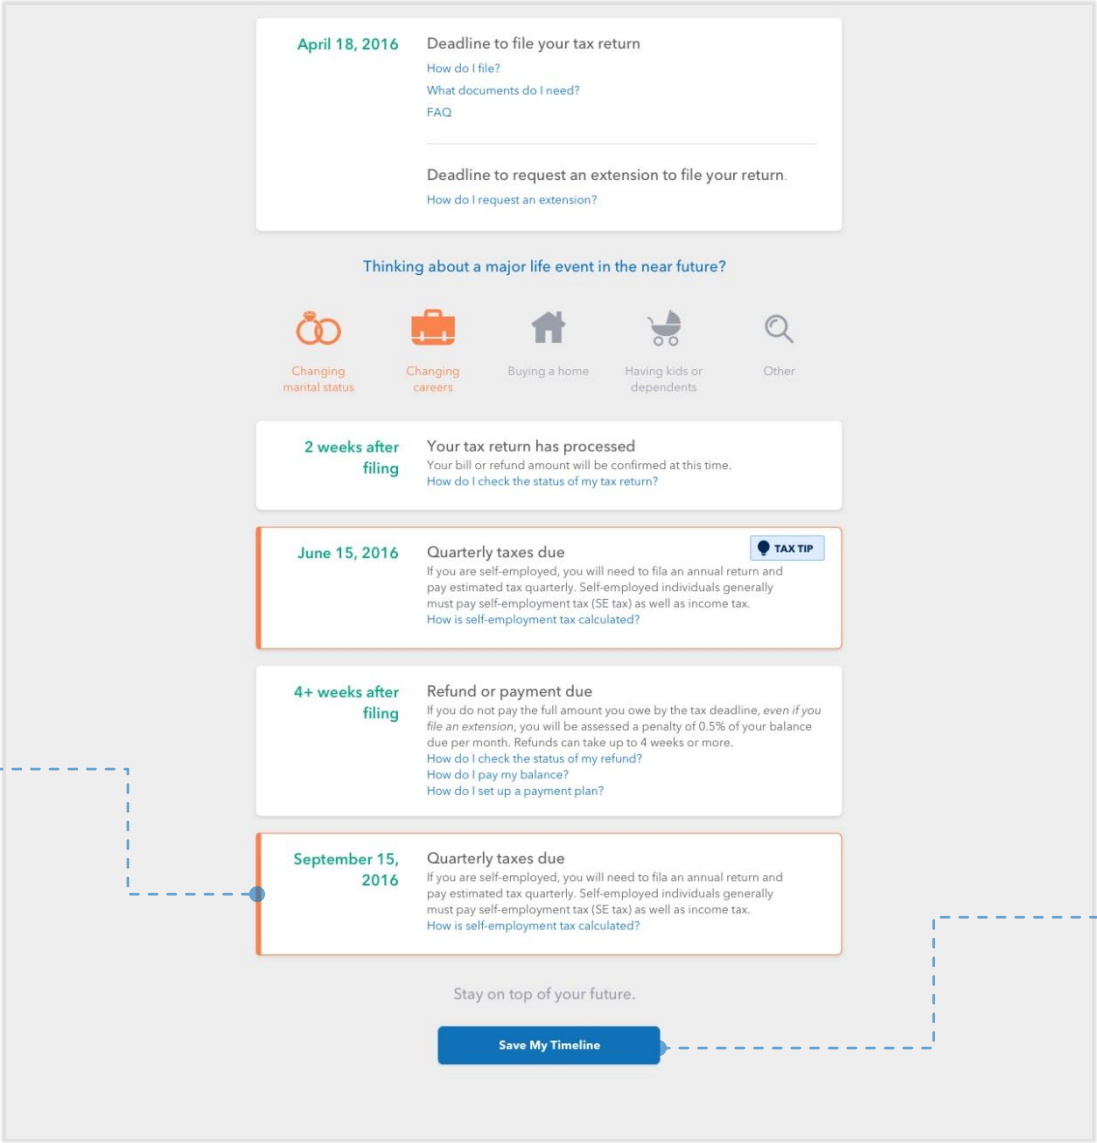 April 18, 2016
Deadline to file your tax return
How do I file?
What documents do I need?
FAQ
Deadline to request an extension to file your return.
How do I request an extension?
Thinking about a major life event in the near future?
Changing
marital status
Changing
careers
Buying a home
Having kids or
dependents
Other
2 weeks after
filing
Your tax return has processed
Your bill or refund amount will be confirmed at this time.
How do I check the status of my tax return?
June 15, 2016
Quarterly taxes due
TAX TIP
If you are self-employed, you will need to fila an annual return and
pay estimated tax quarterly. Self-employed individuals generally
must pay self-employment tax (SE tax) as well as income tax.
How is self-employment tax calculated?
4+ weeks after
filing
Refund or payment due
If you do not pay the full amount you owe by the tax deadline, even if you
file an extension, you will be assessed a penalty of 0.5% of your balance
due per month. Refunds can take up to 4 weeks or more.
How do I check the status of my refund?
How do I pay my balance?
How do I set up a payment plan?
September 15,
2016
Quarterly taxes due
If you are self-employed, you will need to fila an annual return and
pay estimated tax quarterly. Self-employed individuals generally
must pay self-employment tax (SE tax) as well as income tax.
How is self-employment tax calculated?
Stay on top of your future.
Save My Timeline